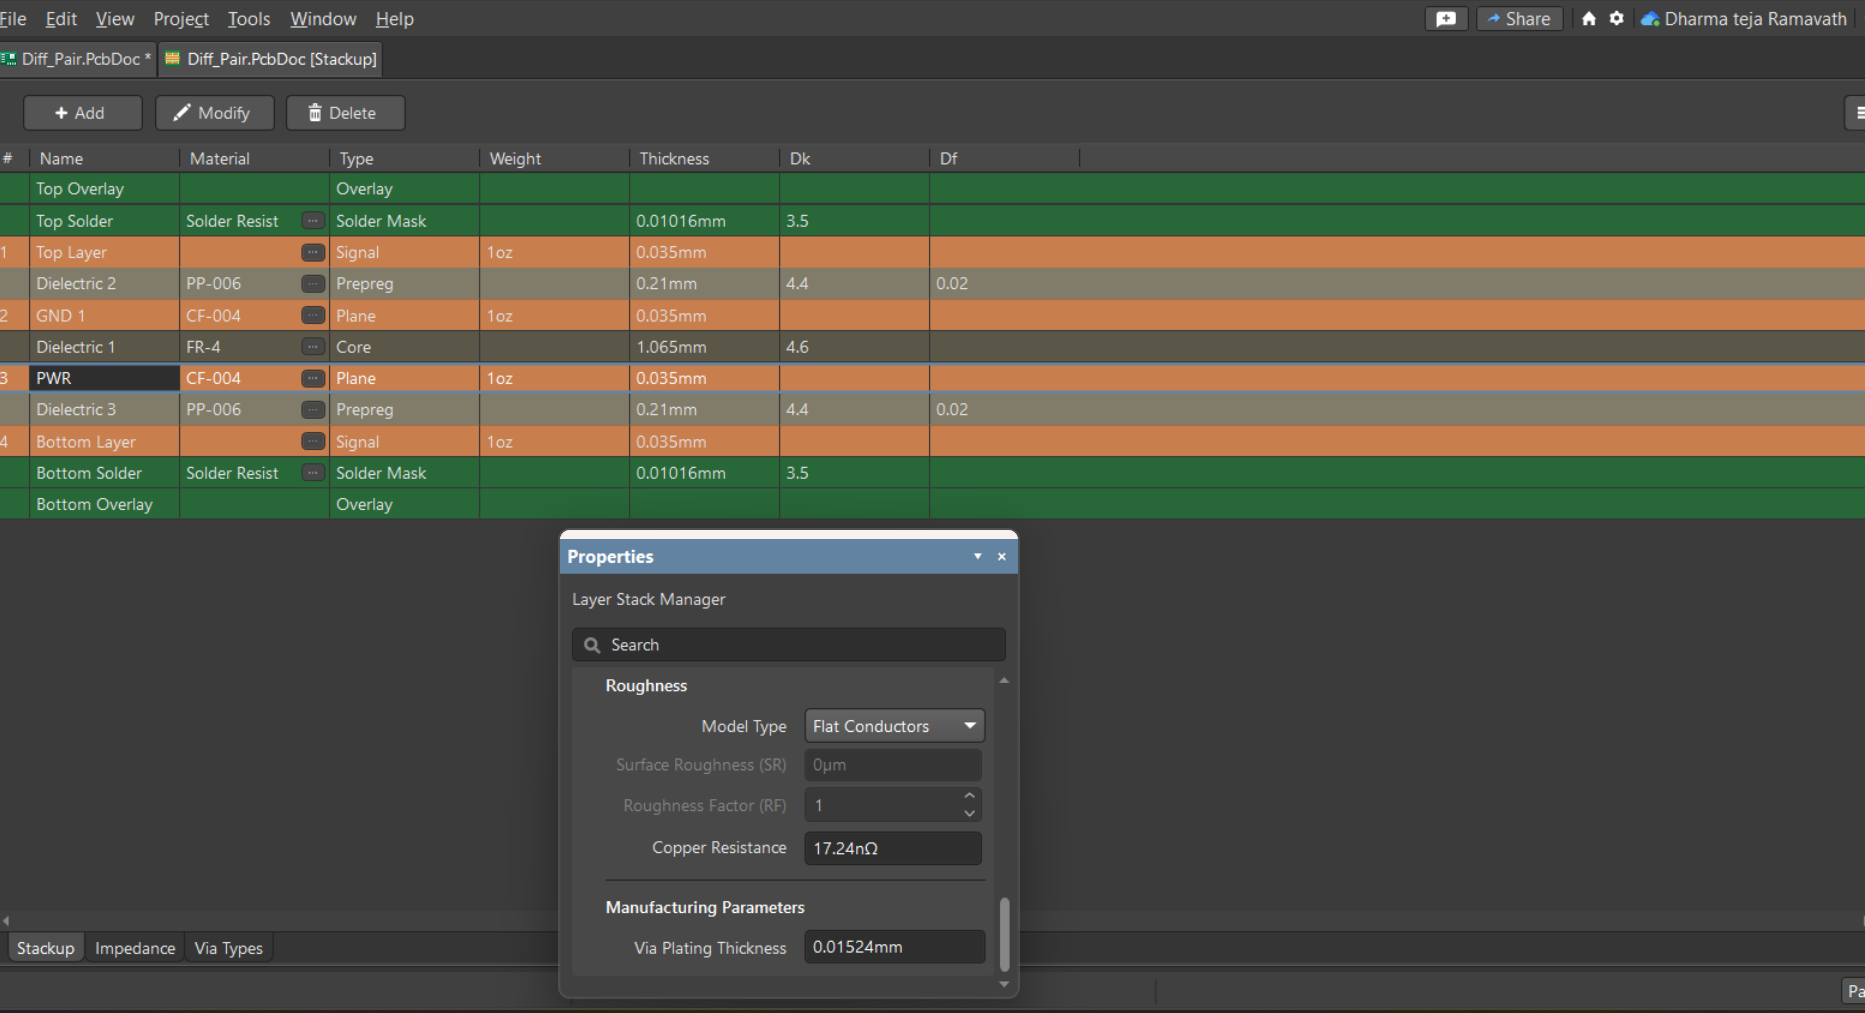 File Edit View Project Tools Window Help Share Dharma teja Ramavath
Diff_Pair.PcbDoc * Diff_Pair.PcbDoc [Stackup]
+ Add Modify Delete
# Name Material Type Weight Thickness Dk Df
Top Overlay Overlay
Top Solder Solder Resist ... Solder Mask 0.01016mm 3.5
1 Top Layer ... Signal 1oz 0.035mm
Dielectric 2 PP-006 ... Prepreg 0.21mm 4.4 0.02
2 GND 1 CF-004 ... Plane 1oz 0.035mm
Dielectric 1 FR-4 ... Core 1.065mm 4.6
3 PWR CF-004 ... Plane 1oz 0.035mm
Dielectric 3 PP-006 ... Prepreg 0.21mm 4.4 0.02
4 Bottom Layer ... Signal 1oz 0.035mm
Bottom Solder Solder Resist ... Solder Mask 0.01016mm 3.5
Bottom Overlay Overlay
Properties
Layer Stack Manager
Search
Roughness
Model Type Flat Conductors
Surface Roughness (SR) 0µm
Roughness Factor (RF) 1
Copper Resistance 17.24nΩ
Manufacturing Parameters
Via Plating Thickness 0.01524mm
Stackup Impedance Via Types
Pa